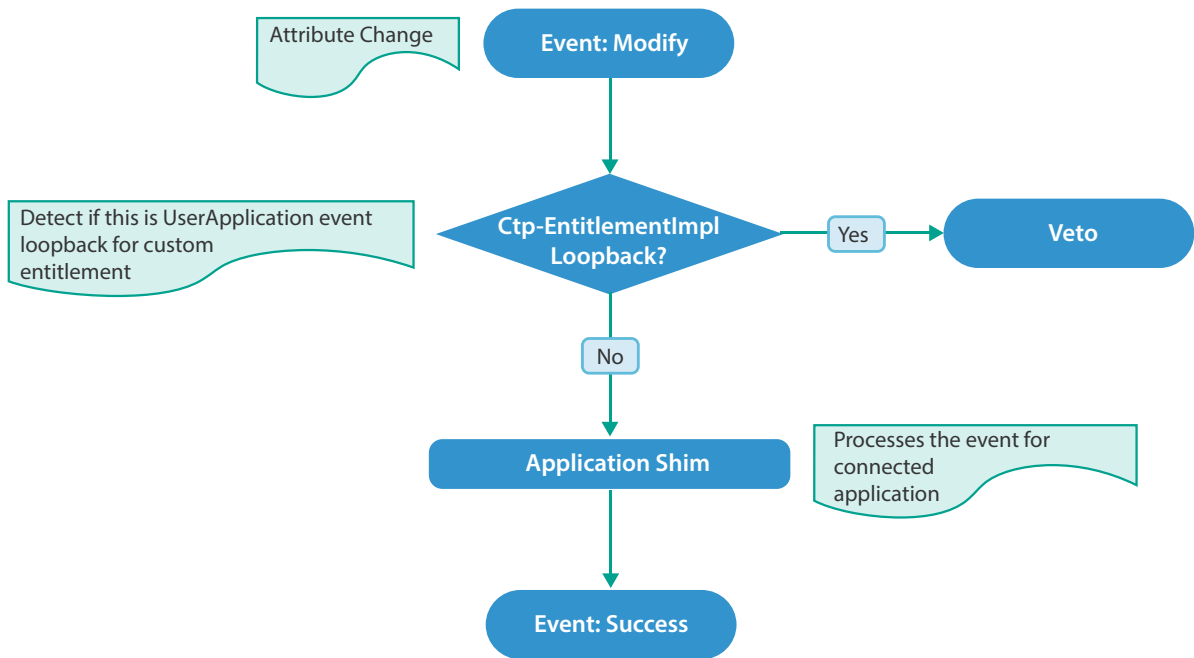 Attribute Change
Event: Modify
Detect if this is UserApplication event
loopback for custom
entitlement
Ctp-EntitlementImpl
Loopback?
Yes
Veto
No
Application Shim
Processes the event for
connected
application
Event: Success